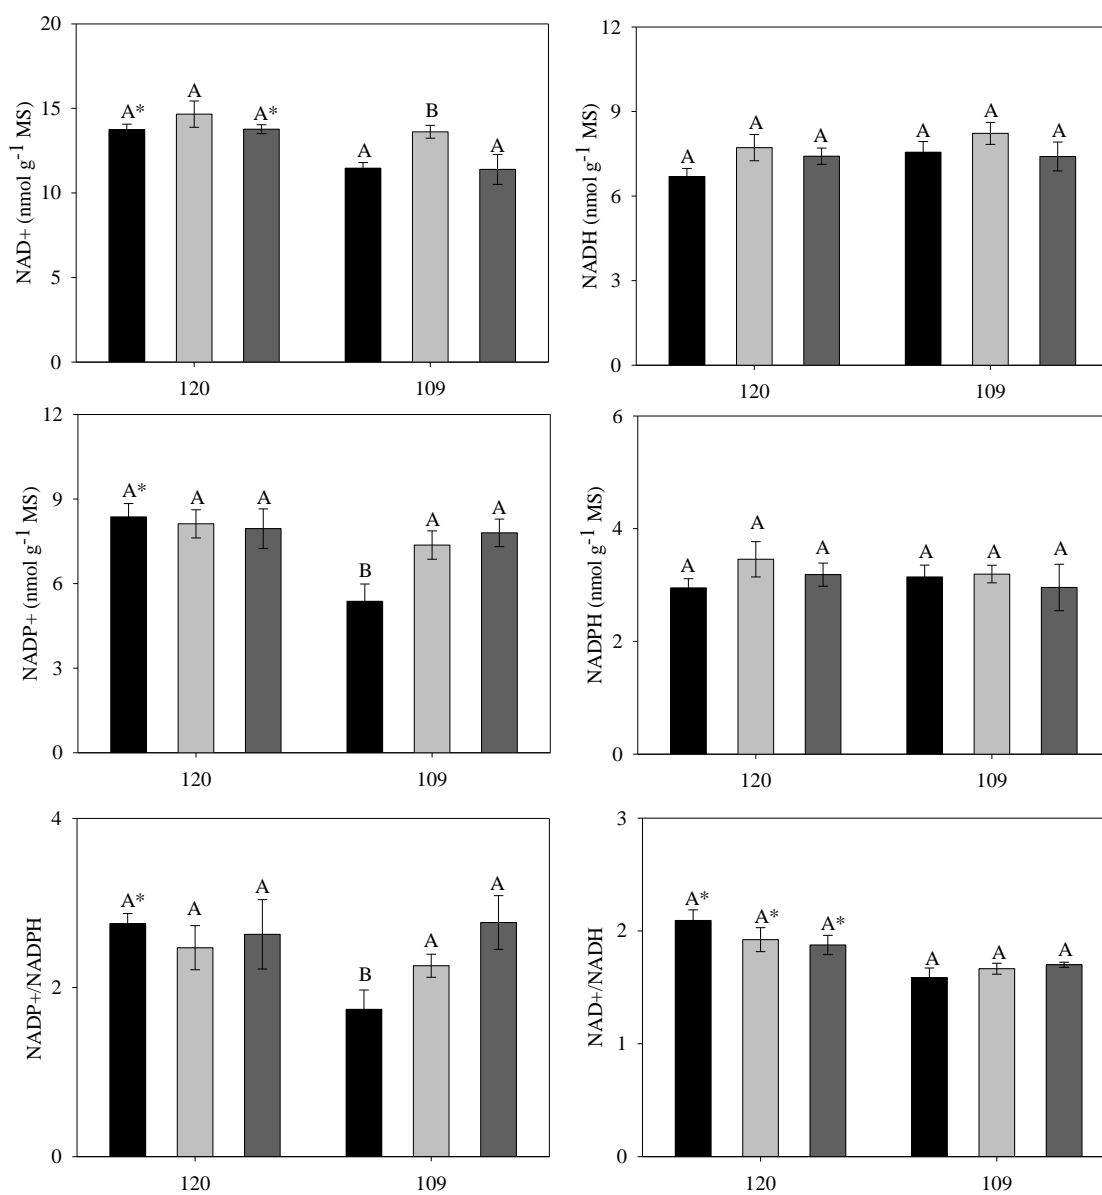 20
15
10
5
0
NAD+ (nmol g-1 MS)
A*
A
A*
A
B
A
120
109
12
9
6
3
0
NADH (nmol g-1 MS)
A
A
A
A
A
A
120
109
12
9
6
3
0
NADP+ (nmol g-1 MS)
A*
A
A
B
A
A
120
109
6
4
2
0
NADPH (nmol g-1 MS)
A
A
A
A
A
A
120
109
4
2
0
NADP+/NADPH
A*
A
A
B
A
A
120
109
3
2
1
0
NAD+/NADH
A*
A*
A*
A
A
A
120
109